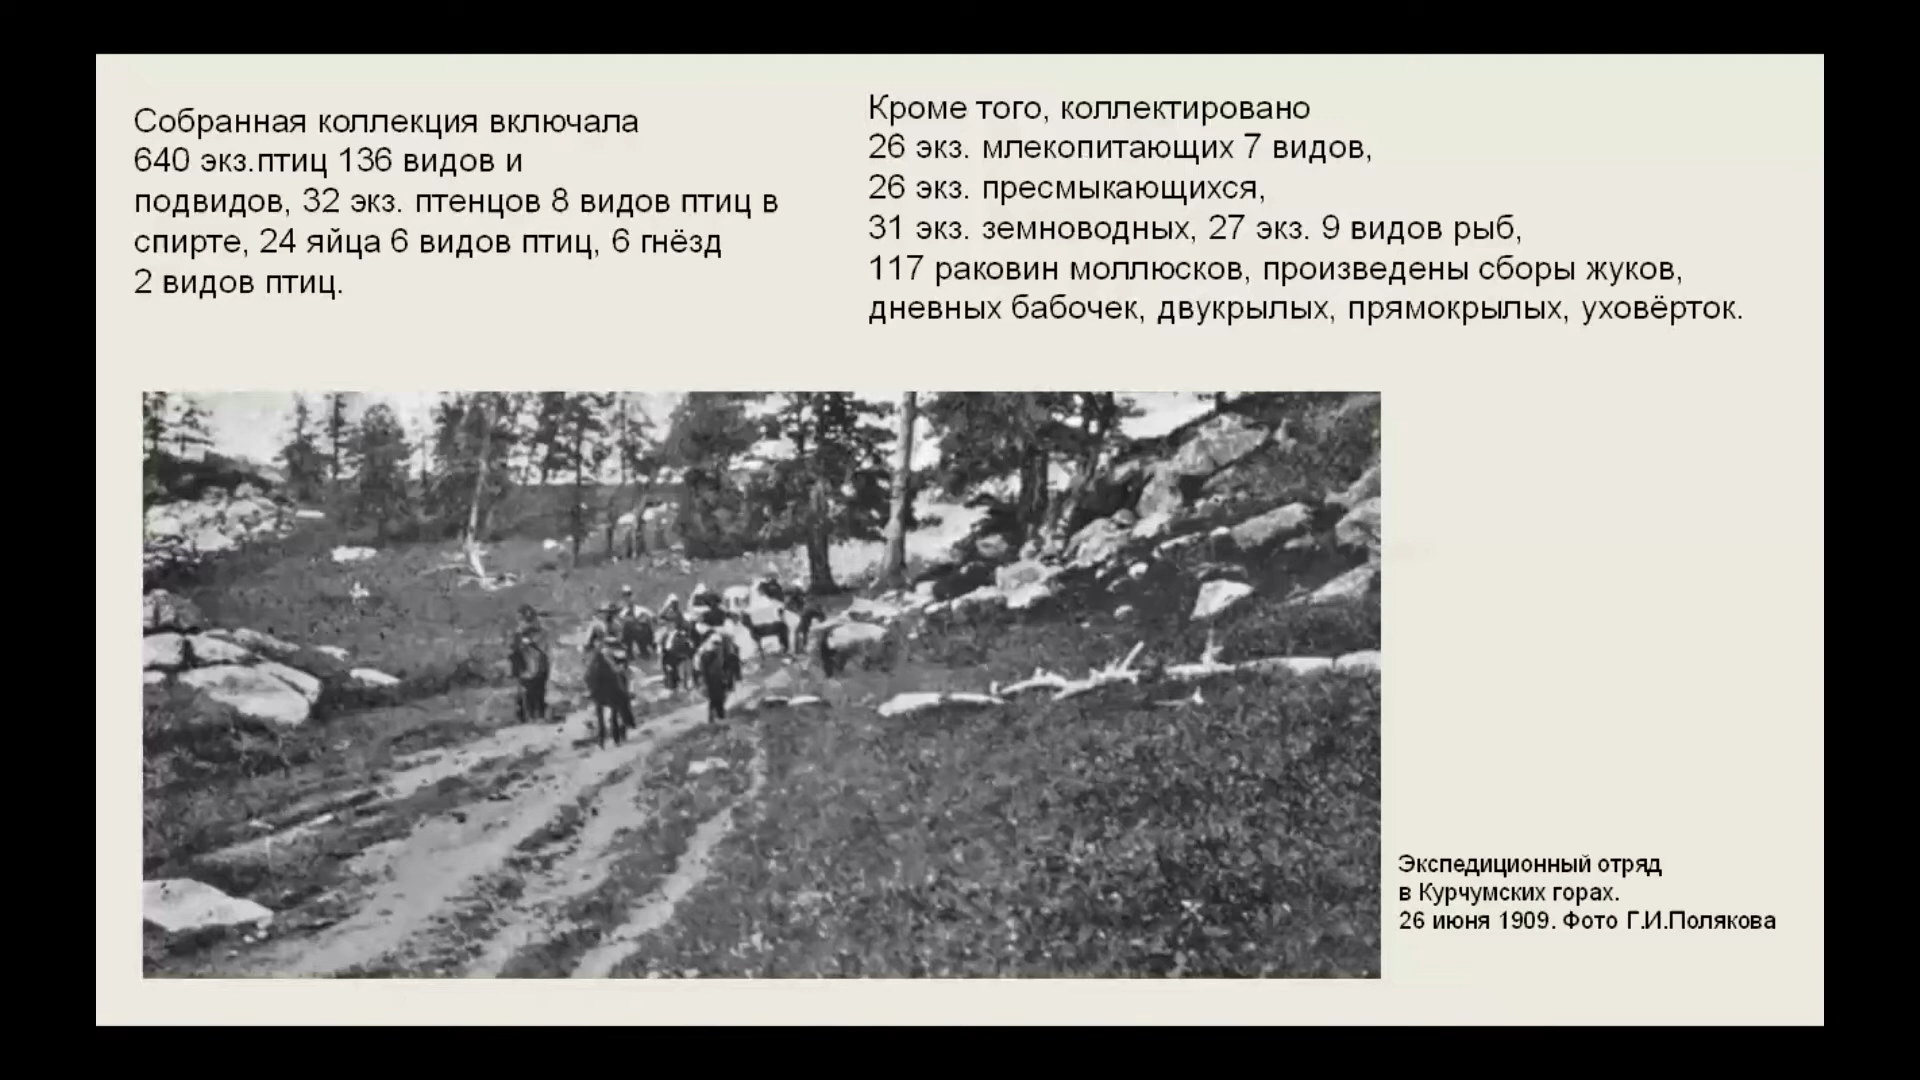 Собранная коллекция включала
640 экз.птиц 136 видов и
подвидов, 32 экз. птенцов 8 видов птиц в
спирте, 24 яйца 6 видов птиц, 6 гнёзд
2 видов птиц.
Кроме того, коллектировано
26 экз. млекопитающих 7 видов,
26 экз. пресмыкающихся,
31 экз. земноводных, 27 экз. 9 видов рыб,
117 раковин моллюсков, произведены сборы жуков,
дневных бабочек, двукрылых, прямокрылых, уховёрток.
Экспедиционный отряд
в Курчумских горах.
26 июня 1909. Фото Г.И.Полякова